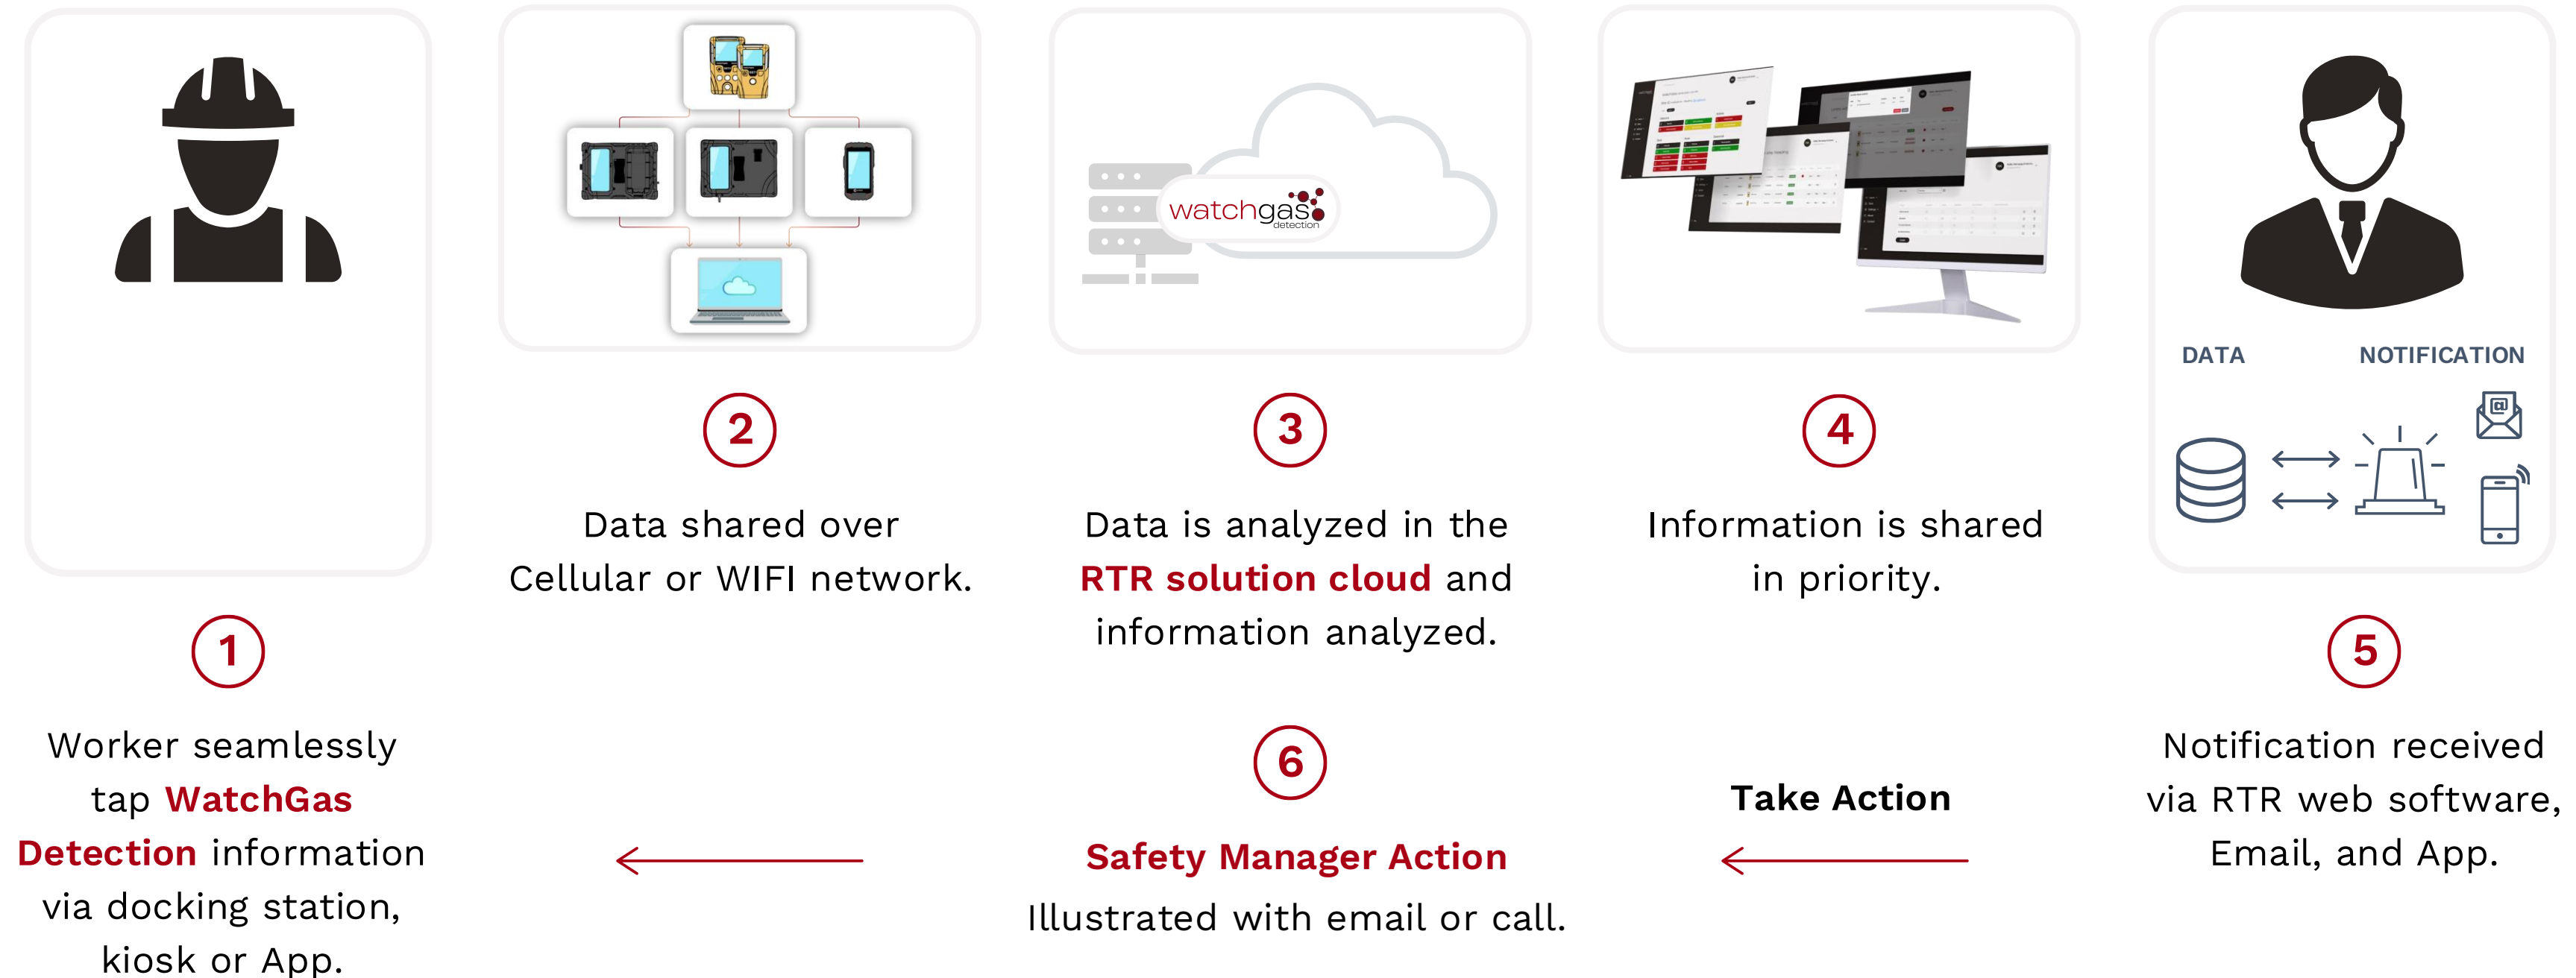 watchgas
detection
DATA
NOTIFICATION
1
Worker seamlessly
tap WatchGas
Detection information
via docking station,
kiosk or App.
2
Data shared over
Cellular or WIFI network.
3
Data is analyzed in the
RTR solution cloud and
information analyzed.
4
Information is shared
in priority.
5
Notification received
via RTR web software,
Email, and App.
Take Action
6
Safety Manager Action
Illustrated with email or call.